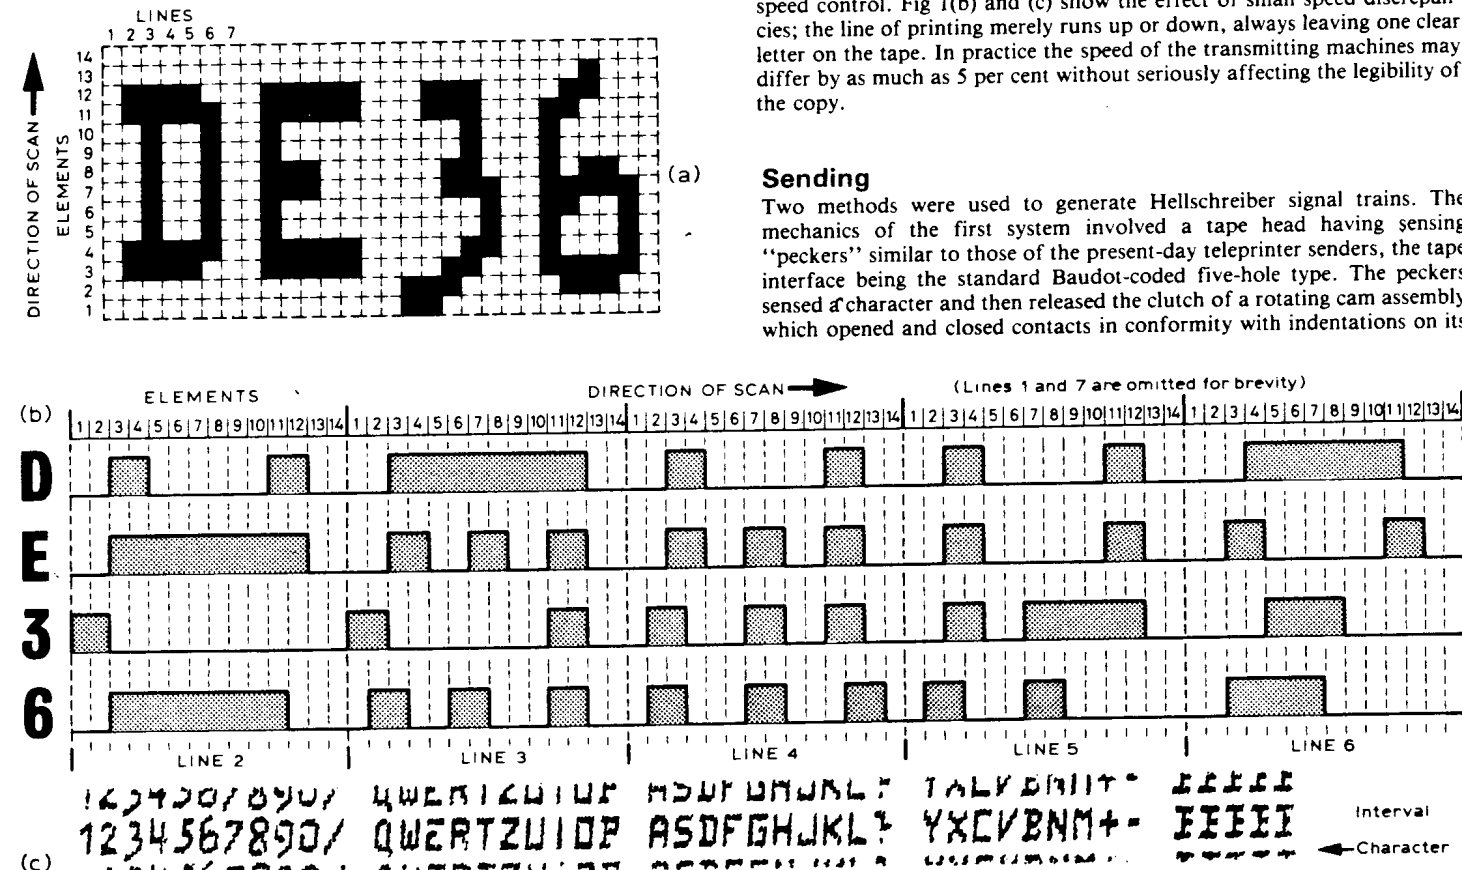 LINES
1 2 3 4 5 6 7
14
13
12
11
10
9
8
7
6
5
4
3
2
1
DIRECTION OF SCAN
ELEMENTS
DE36
(a)
cies; the line of printing merely runs up or down, always leaving one clear
letter on the tape. In practice the speed of the transmitting machines may
differ by as much as 5 per cent without seriously affecting the legibility of
the copy.
speed control. Fig 1(b) and (c) show the effect of small speed discrepan-
Sending
Two methods were used to generate Hellschreiber signal trains. The
mechanics of the first system involved a tape head having sensing
“peckers” similar to those of the present-day teleprinter senders, the tape
interface being the standard Baudot-coded five-hole type. The peckers
sensed a character and then released the clutch of a rotating cam assembly
which opened and closed contacts in conformity with indentations on its
(b)
ELEMENTS
DIRECTION OF SCAN
(Lines 1 and 7 are omitted for brevity)
1 2 3 4 5 6 7 8 9 10 11 12 13 14 1 2 3 4 5 6 7 8 9 10 11 12 13 14 1 2 3 4 5 6 7 8 9 10 11 12 13 14 1 2 3 4 5 6 7 8 9 10 11 12 13 14 1 2 3 4 5 6 7 8 9 10 11 12 13 14
D
E
3
6
LINE 2 LINE 3 LINE 4 LINE 5 LINE 6
1234567890/ QWERTZUIOP ASDFGHJKL? YXCVBNM+-
Interval
Character
(c)